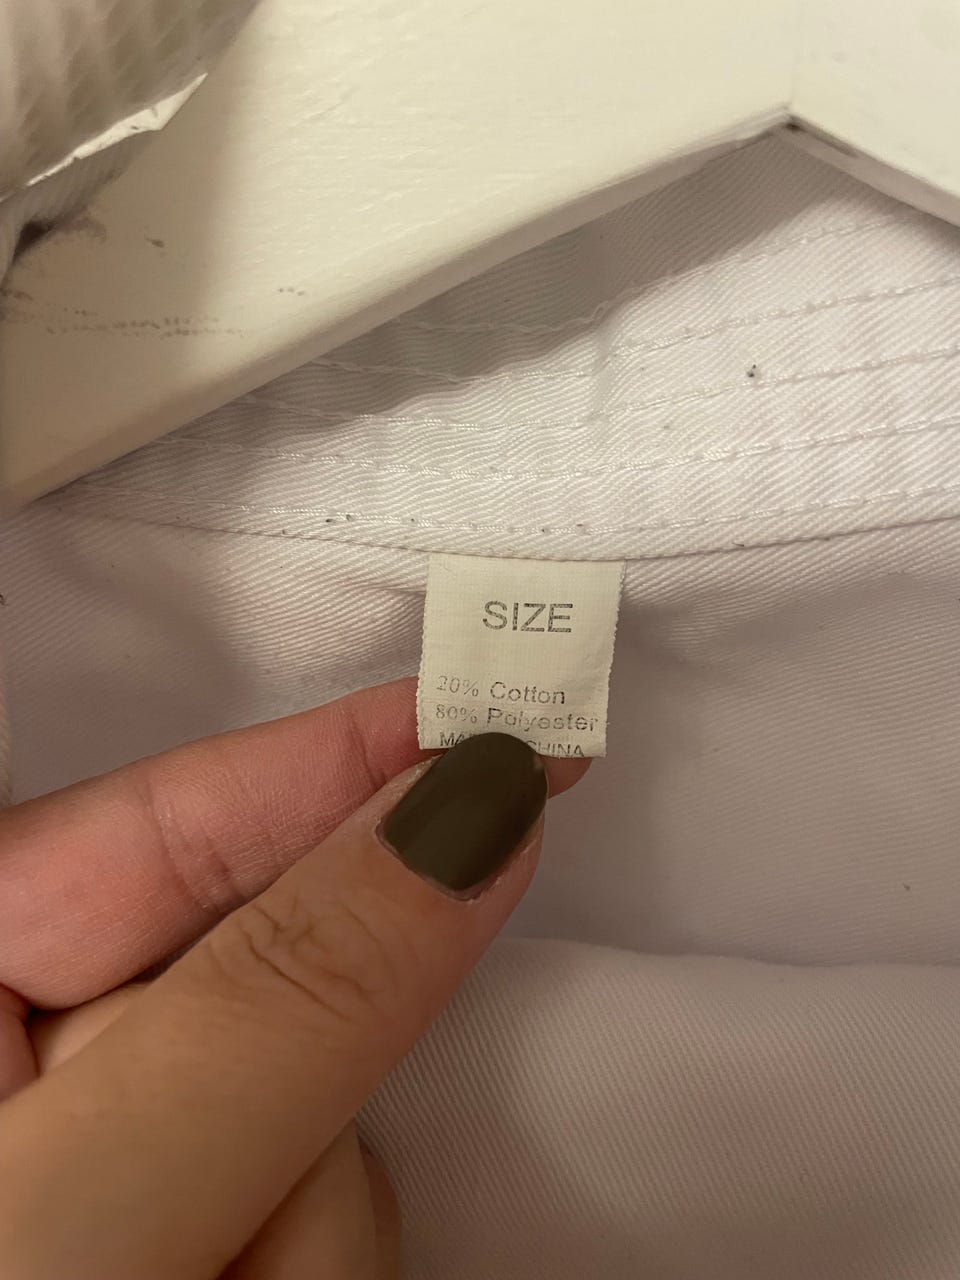 SIZE
20% Cotton
80% Polyester
CHINA